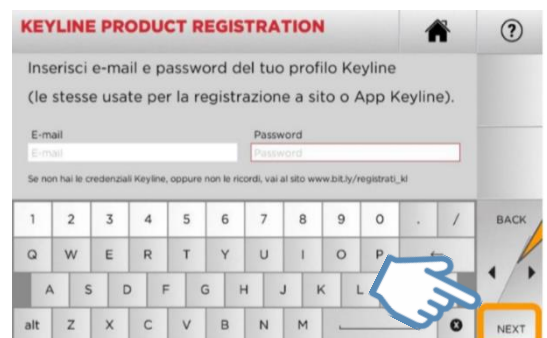 KEYLINE PRODUCT REGISTRATION
?
Inserisci e-mail e password del tuo profilo Keyline
(le stesse usate per la registrazione a sito o App Keyline).
E-mail Password
E-mail Password
Se non hai le credenziali Keyline, oppure non le ricordi, vai al sito www.bit.ly/registrati_kl
1 2 3 4 5 6 7 8 9 0 . / BACK
Q W E R T Y U I O P ←
A S D F G H J K L
alt Z X C V B N M NEXT